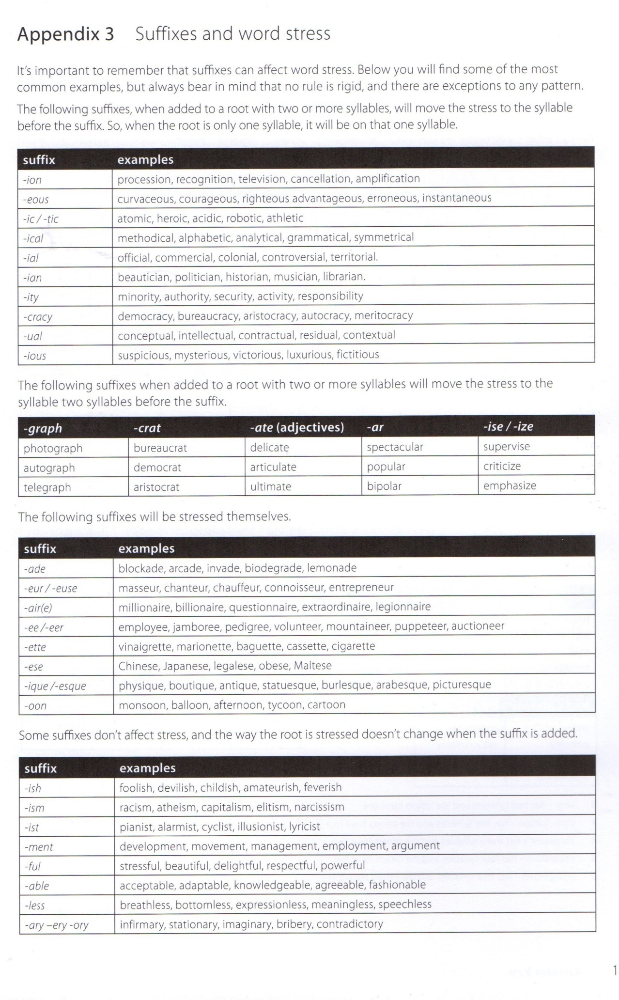 Appendix 3 Suffixes and word stress
It's important to remember that suffixes can affect word stress. Below you will find some of the most
common examples, but always bear in mind that no rule is rigid, and there are exceptions to any pattern.
The following suffixes, when added to a root with two or more syllables, will move the stress to the syllable
before the suffix. So, when the root is only one syllable, it will be on that one syllable.
suffix examples
-ion procession, recognition, television, cancellation, amplification
-eous curvaceous, courageous, righteous advantageous, erroneous, instantaneous
-ic / -tic atomic, heroic, acidic, robotic, athletic
-ical methodical, alphabetic, analytical, grammatical, symmetrical
-ial official, commercial, colonial, controversial, territorial.
-ian beautician, politician, historian, musician, librarian.
-ity minority, authority, security, activity, responsibility
-cracy democracy, bureaucracy, aristocracy, autocracy, meritocracy
-ual conceptual, intellectual, contractual, residual, contextual
-ious suspicious, mysterious, victorious, luxurious, fictitious
The following suffixes when added to a root with two or more syllables will move the stress to the
syllable two syllables before the suffix.
-graph -crat -ate (adjectives) -ar -ise / -ize
photograph bureaucrat delicate spectacular supervise
autograph democrat articulate popular criticize
telegraph aristocrat ultimate bipolar emphasize
The following suffixes will be stressed themselves.
suffix examples
-ade blockade, arcade, invade, biodegrade, lemonade
-eur / -euse masseur, chanteur, chauffeur, connoisseur, entrepreneur
-air(e) millionaire, billionaire, questionnaire, extraordinaire, legionnaire
-ee /-eer employee, jamboree, pedigree, volunteer, mountaineer, puppeteer, auctioneer
-ette vinaigrette, marionette, baguette, cassette, cigarette
-ese Chinese, Japanese, legalese, obese, Maltese
-ique /-esque physique, boutique, antique, statuesque, burlesque, arabesque, picturesque
-oon monsoon, balloon, afternoon, tycoon, cartoon
Some suffixes don't affect stress, and the way the root is stressed doesn't change when the suffix is added.
suffix examples
-ish foolish, devilish, childish, amateurish, feverish
-ism racism, atheism, capitalism, elitism, narcissism
-ist pianist, alarmist, cyclist, illusionist, lyricist
-ment development, movement, management, employment, argument
-ful stressful, beautiful, delightful, respectful, powerful
-able acceptable, adaptable, knowledgeable, agreeable, fashionable
-less breathless, bottomless, expressionless, meaningless, speechless
-ary –ery -ory infirmary, stationary, imaginary, bribery, contradictory
1